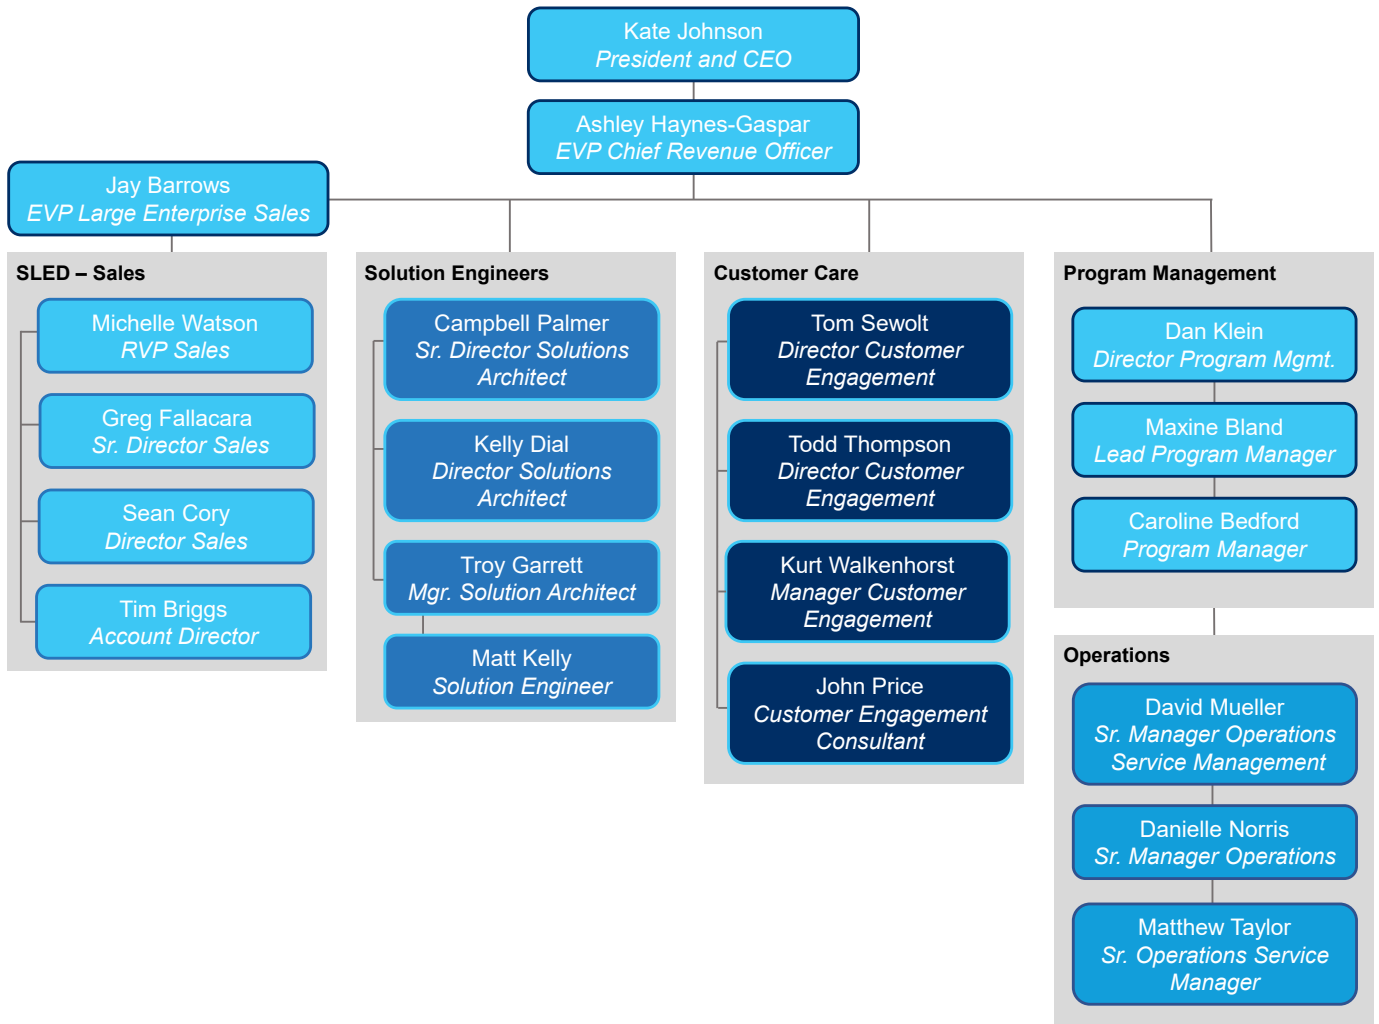 Kate Johnson
President and CEO
Ashley Haynes-Gaspar
EVP Chief Revenue Officer
Jay Barrows
EVP Large Enterprise Sales
SLED – Sales
Michelle Watson
RVP Sales
Greg Fallacara
Sr. Director Sales
Sean Cory
Director Sales
Tim Briggs
Account Director
Solution Engineers
Campbell Palmer
Sr. Director Solutions
Architect
Kelly Dial
Director Solutions
Architect
Troy Garrett
Mgr. Solution Architect
Matt Kelly
Solution Engineer
Customer Care
Tom Sewolt
Director Customer
Engagement
Todd Thompson
Director Customer
Engagement
Kurt Walkenhorst
Manager Customer
Engagement
John Price
Customer Engagement
Consultant
Program Management
Dan Klein
Director Program Mgmt.
Maxine Bland
Lead Program Manager
Caroline Bedford
Program Manager
Operations
David Mueller
Sr. Manager Operations
Service Management
Danielle Norris
Sr. Manager Operations
Matthew Taylor
Sr. Operations Service
Manager